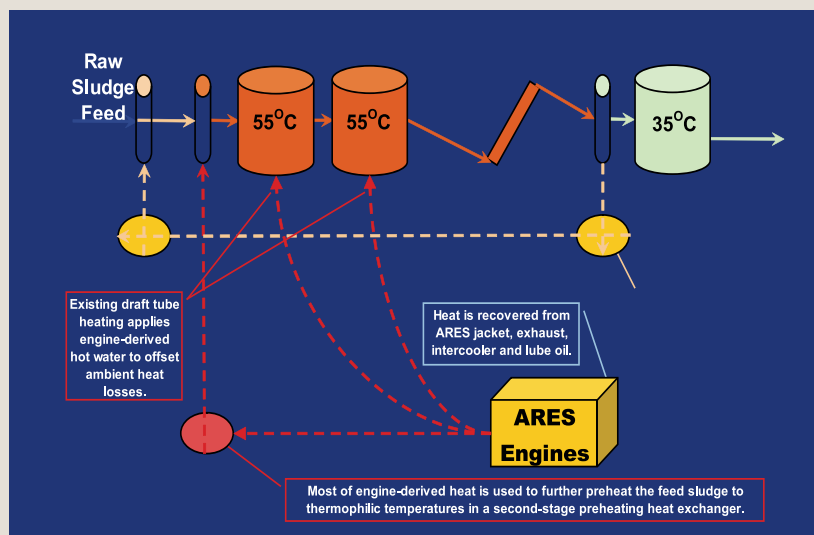 Raw
Sludge
Feed
55°C
55°C
35°C
Existing draft tube
heating applies
engine-derived
hot water to offset
ambient heat
losses.
Heat is recovered from
ARES jacket, exhaust,
intercooler and lube oil.
ARES
Engines
Most of engine-derived heat is used to further preheat the feed sludge to
thermophilic temperatures in a second-stage preheating heat exchanger.